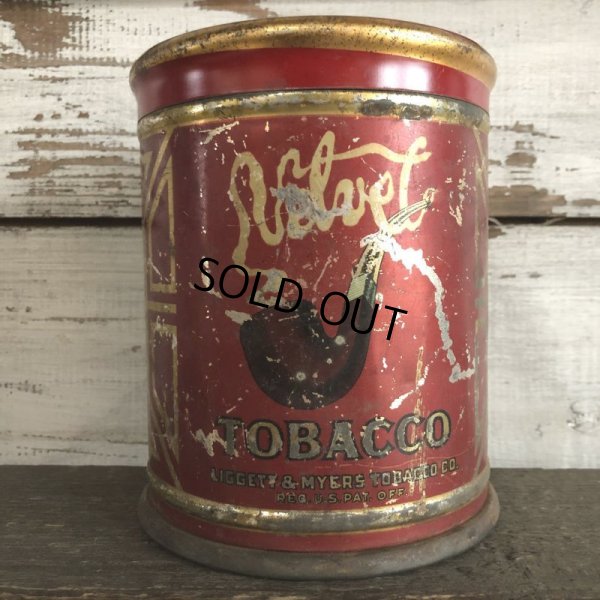 Velvet
SOLD OUT
TOBACCO
LIGGETT & MYERS TOBACCO CO.
REG. U.S. PAT. OFF.